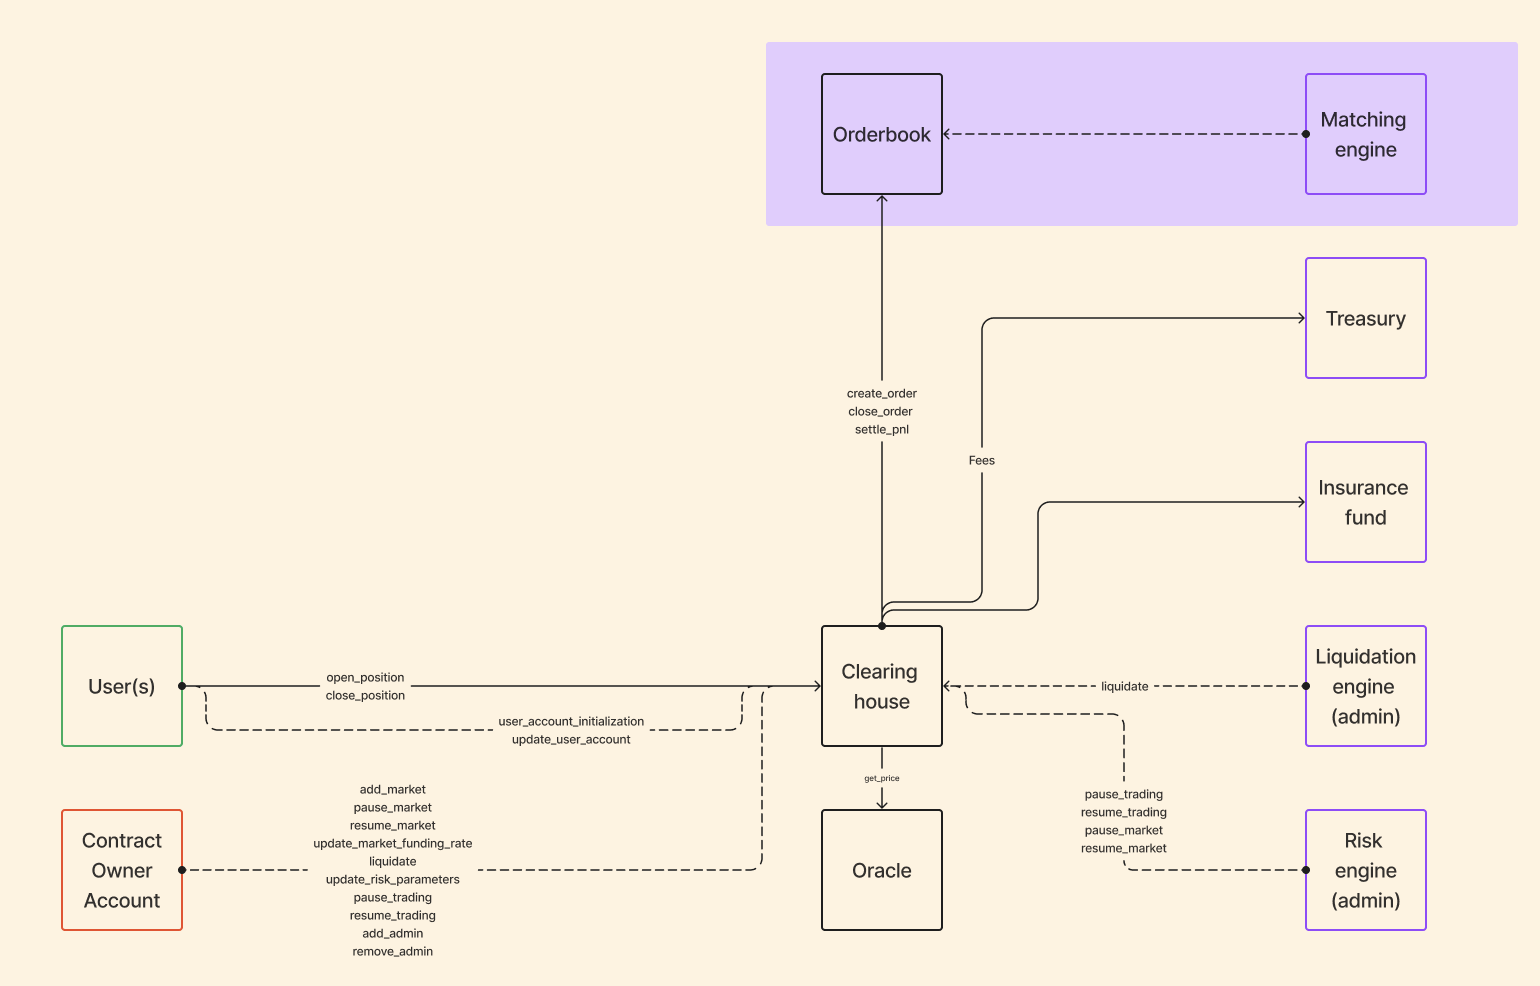 Orderbook
Matching
engine
Treasury
create_order
close_order
settle_pnl
Fees
Insurance
fund
User(s)
open_position
close_position
user_account_initialization
update_user_account
Clearing
house
liquidate
Liquidation
engine
(admin)
get_price
Contract
Owner
Account
add_market
pause_market
resume_market
update_market_funding_rate
liquidate
update_risk_parameters
pause_trading
resume_trading
add_admin
remove_admin
Oracle
pause_trading
resume_trading
pause_market
resume_market
Risk
engine
(admin)